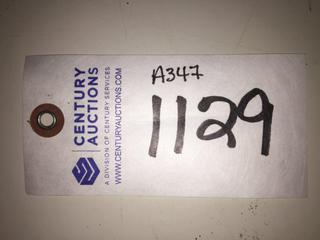 CENTURY
AUCTIONS
A DIVISION OF CENTURY SERVICES
WWW.CENTURYAUCTIONS.COM
A347
1129